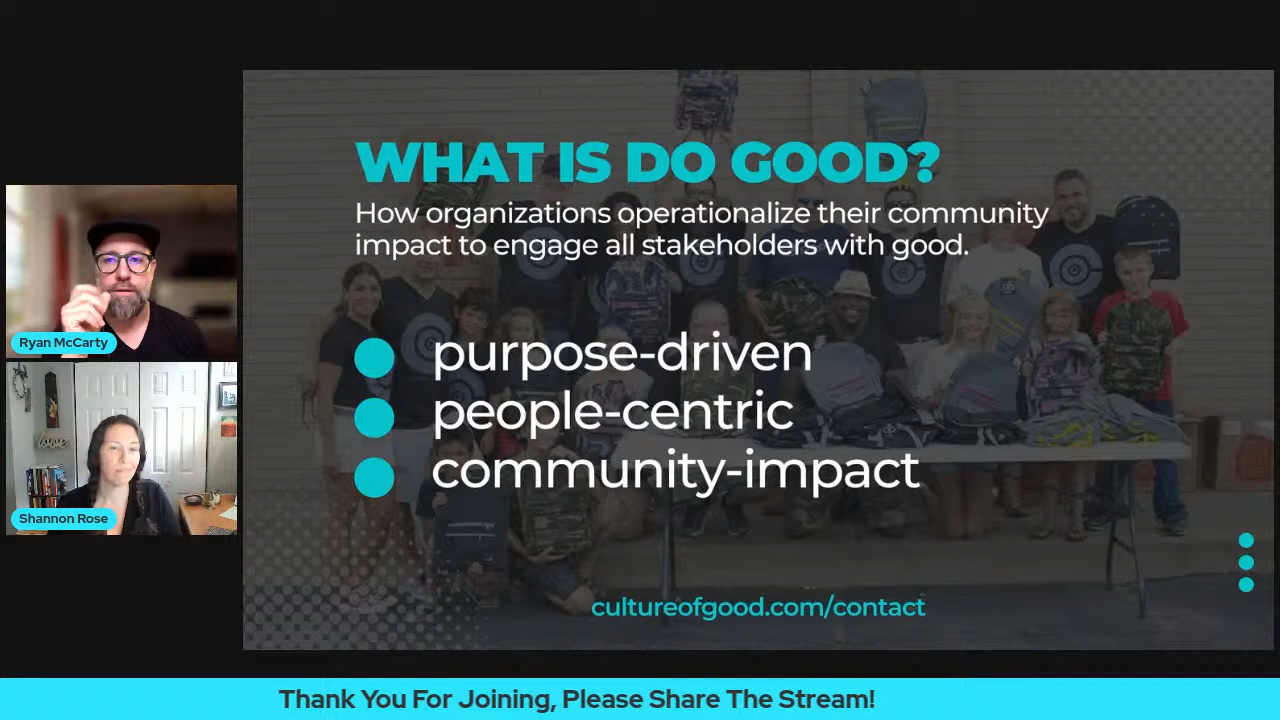 WHAT IS DO GOOD?
How organizations operationalize their community
impact to engage all stakeholders with good.
purpose-driven
people-centric
community-impact
cultureofgood.com/contact
Ryan McCarty
love
Shannon Rose
Thank You For Joining, Please Share The Stream!